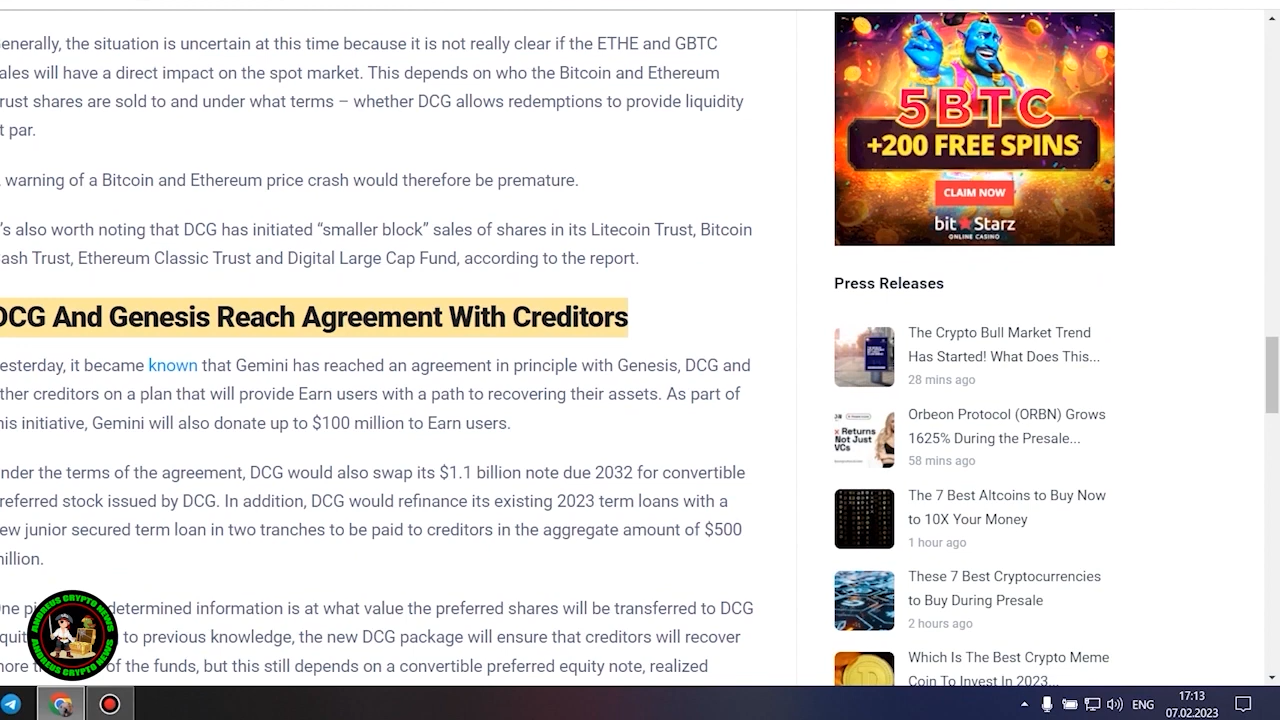 enerally, the situation is uncertain at this time because it is not really clear if the ETHE and GBTC
ales will have a direct impact on the spot market. This depends on who the Bitcoin and Ethereum
rust shares are sold to and under what terms – whether DCG allows redemptions to provide liquidity
t par.
warning of a Bitcoin and Ethereum price crash would therefore be premature.
's also worth noting that DCG has initiated “smaller block” sales of shares in its Litecoin Trust, Bitcoin
ash Trust, Ethereum Classic Trust and Digital Large Cap Fund, according to the report.
DCG And Genesis Reach Agreement With Creditors
esterday, it became known that Gemini has reached an agreement in principle with Genesis, DCG and
ther creditors on a plan that will provide Earn users with a path to recovering their assets. As part of
his initiative, Gemini will also donate up to $100 million to Earn users.
nder the terms of the agreement, DCG would also swap its $1.1 billion note due 2032 for convertible
referred stock issued by DCG. In addition, DCG would refinance its existing 2023 term loans with a
ew junior secured term loan in two tranches to be paid to creditors in the aggregate amount of $500
illion.
ne pi determined information is at what value the preferred shares will be transferred to DCG
quit to previous knowledge, the new DCG package will ensure that creditors will recover
ore of the funds, but this still depends on a convertible preferred equity note, realized
ANDREUS CRYPTO NEWS
ANDREUS CRYPTO NEWS
5BTC
+200 FREE SPINS
CLAIM NOW
bitStarz
ONLINE CASINO
Press Releases
The Crypto Bull Market Trend
Has Started! What Does This...
28 mins ago
Returns
Not Just
VCs
Orbeon Protocol (ORBN) Grows
1625% During the Presale...
58 mins ago
The 7 Best Altcoins to Buy Now
to 10X Your Money
1 hour ago
These 7 Best Cryptocurrencies
to Buy During Presale
2 hours ago
Which Is The Best Crypto Meme
Coin To Invest In 2023...
ENG
17:13
07.02.2023